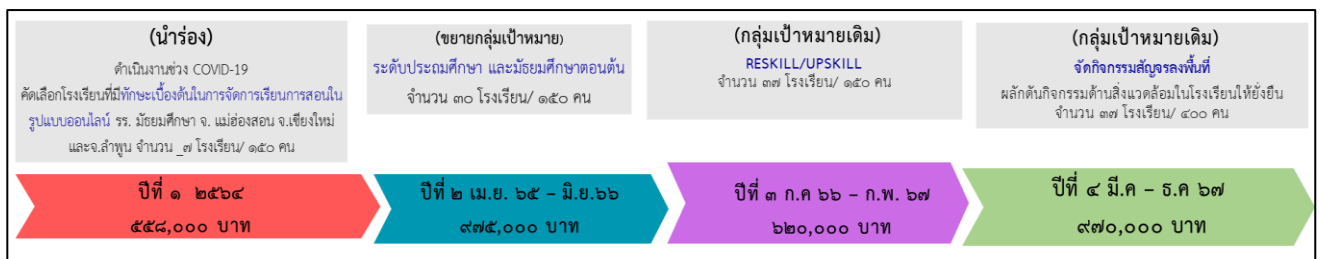 (นำร่อง)
ดำเนินงานช่วง COVID-19
คัดเลือกโรงเรียนที่มีทักษะเบื้องต้นในการจัดการเรียนการสอนใน
รูปแบบออนไลน์ รร. มัธยมศึกษา จ. แม่ฮ่องสอน จ.เชียงใหม่
และจ.ลำพูน จำนวน _๗ โรงเรียน/ ๑๕๐ คน
ปีที่ ๑ ๒๕๖๔
๕๕๘,๐๐๐ บาท
(ขยายกลุ่มเป้าหมาย)
ระดับประถมศึกษา และมัธยมศึกษาตอนต้น
จำนวน ๓๐ โรงเรียน/ ๑๕๐ คน
ปีที่ ๒ เม.ย. ๖๕ – มิ.ย.๖๖
๙๗๕,๐๐๐ บาท
(กลุ่มเป้าหมายเดิม)
RESKILL/UPSKILL
จำนวน ๓๗ โรงเรียน/ ๑๕๐ คน
ปีที่ ๓ ก.ค ๖๖ – ก.พ. ๖๗
๖๒๐,๐๐๐ บาท
(กลุ่มเป้าหมายเดิม)
จัดกิจกรรมสัญจรลงพื้นที่
ผลักดันกิจกรรมด้านสิ่งแวดล้อมในโรงเรียนให้ยั่งยืน
จำนวน ๓๗ โรงเรียน/ ๔๐๐ คน
ปีที่ ๔ มี.ค – ธ.ค ๖๗
๙๗๐,๐๐๐ บาท